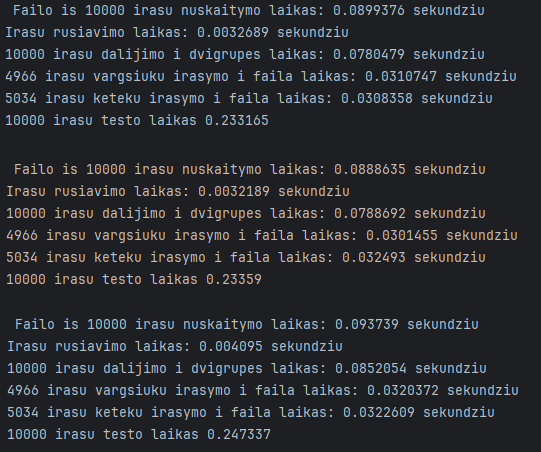 Failo is 10000 irasu nuskaitymo laikas: 0.0899376 sekundziu
Irasu rusiavimo laikas: 0.0032689 sekundziu
10000 irasu dalijimo i dvigrupes laikas: 0.0780479 sekundziu
4966 irasu vargsiuku irasymo i faila laikas: 0.0310747 sekundziu
5034 irasu keteku irasymo i faila laikas: 0.0308358 sekundziu
10000 irasu testo laikas 0.233165
Failo is 10000 irasu nuskaitymo laikas: 0.0888635 sekundziu
Irasu rusiavimo laikas: 0.0032189 sekundziu
10000 irasu dalijimo i dvigrupes laikas: 0.0788692 sekundziu
4966 irasu vargsiuku irasymo i faila laikas: 0.0301455 sekundziu
5034 irasu keteku irasymo i faila laikas: 0.032493 sekundziu
10000 irasu testo laikas 0.23359
Failo is 10000 irasu nuskaitymo laikas: 0.093739 sekundziu
Irasu rusiavimo laikas: 0.004095 sekundziu
10000 irasu dalijimo i dvigrupes laikas: 0.0852054 sekundziu
4966 irasu vargsiuku irasymo i faila laikas: 0.0320372 sekundziu
5034 irasu keteku irasymo i faila laikas: 0.0322609 sekundziu
10000 irasu testo laikas 0.247337